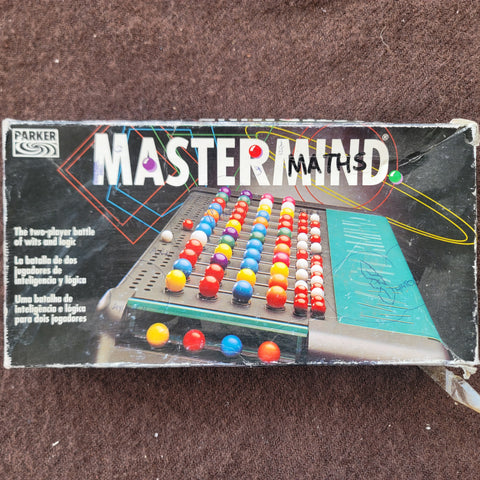 PARKER
MASTERMIND®
MATHS
The two-player battle
of wits and logic
La batalla de dos
jugadores de
inteligencia y lógica
Uma batalha de
inteligência e lógica
para dois jogadores